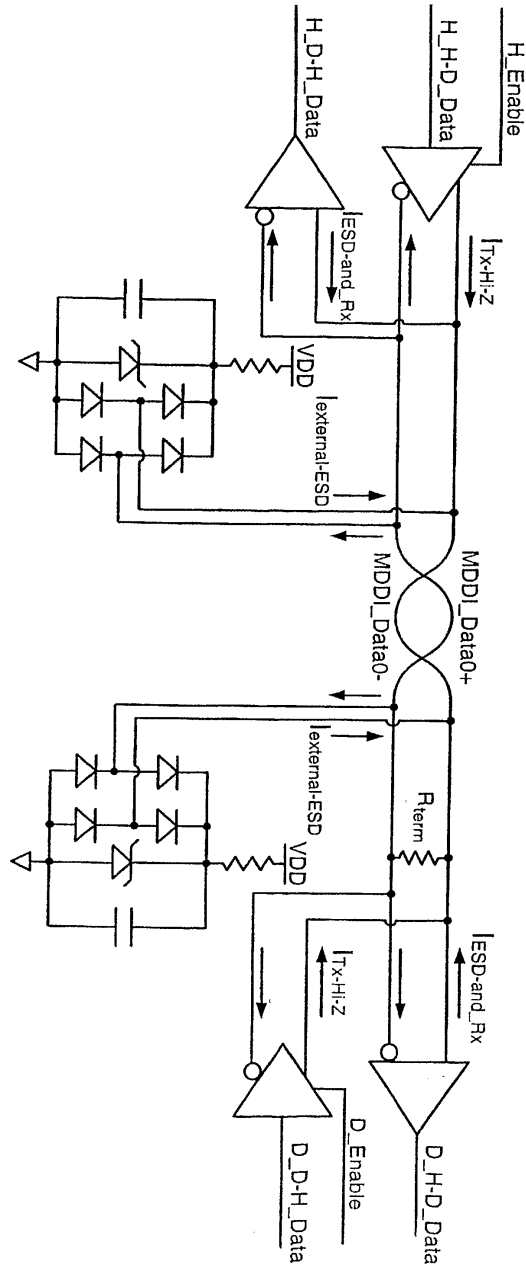 H_Enable
H_H-D_Data
H_D-H_Data
ITx-Hi-Z
IESD-and_Rx
VDD
Iexternal-ESD
MDDI_Data0+
MDDI_Data0-
Iexternal-ESD
VDD
Rterm
IESD-and_Rx
ITx-Hi-Z
D_H-D_Data
D_Enable
D_D-H_Data